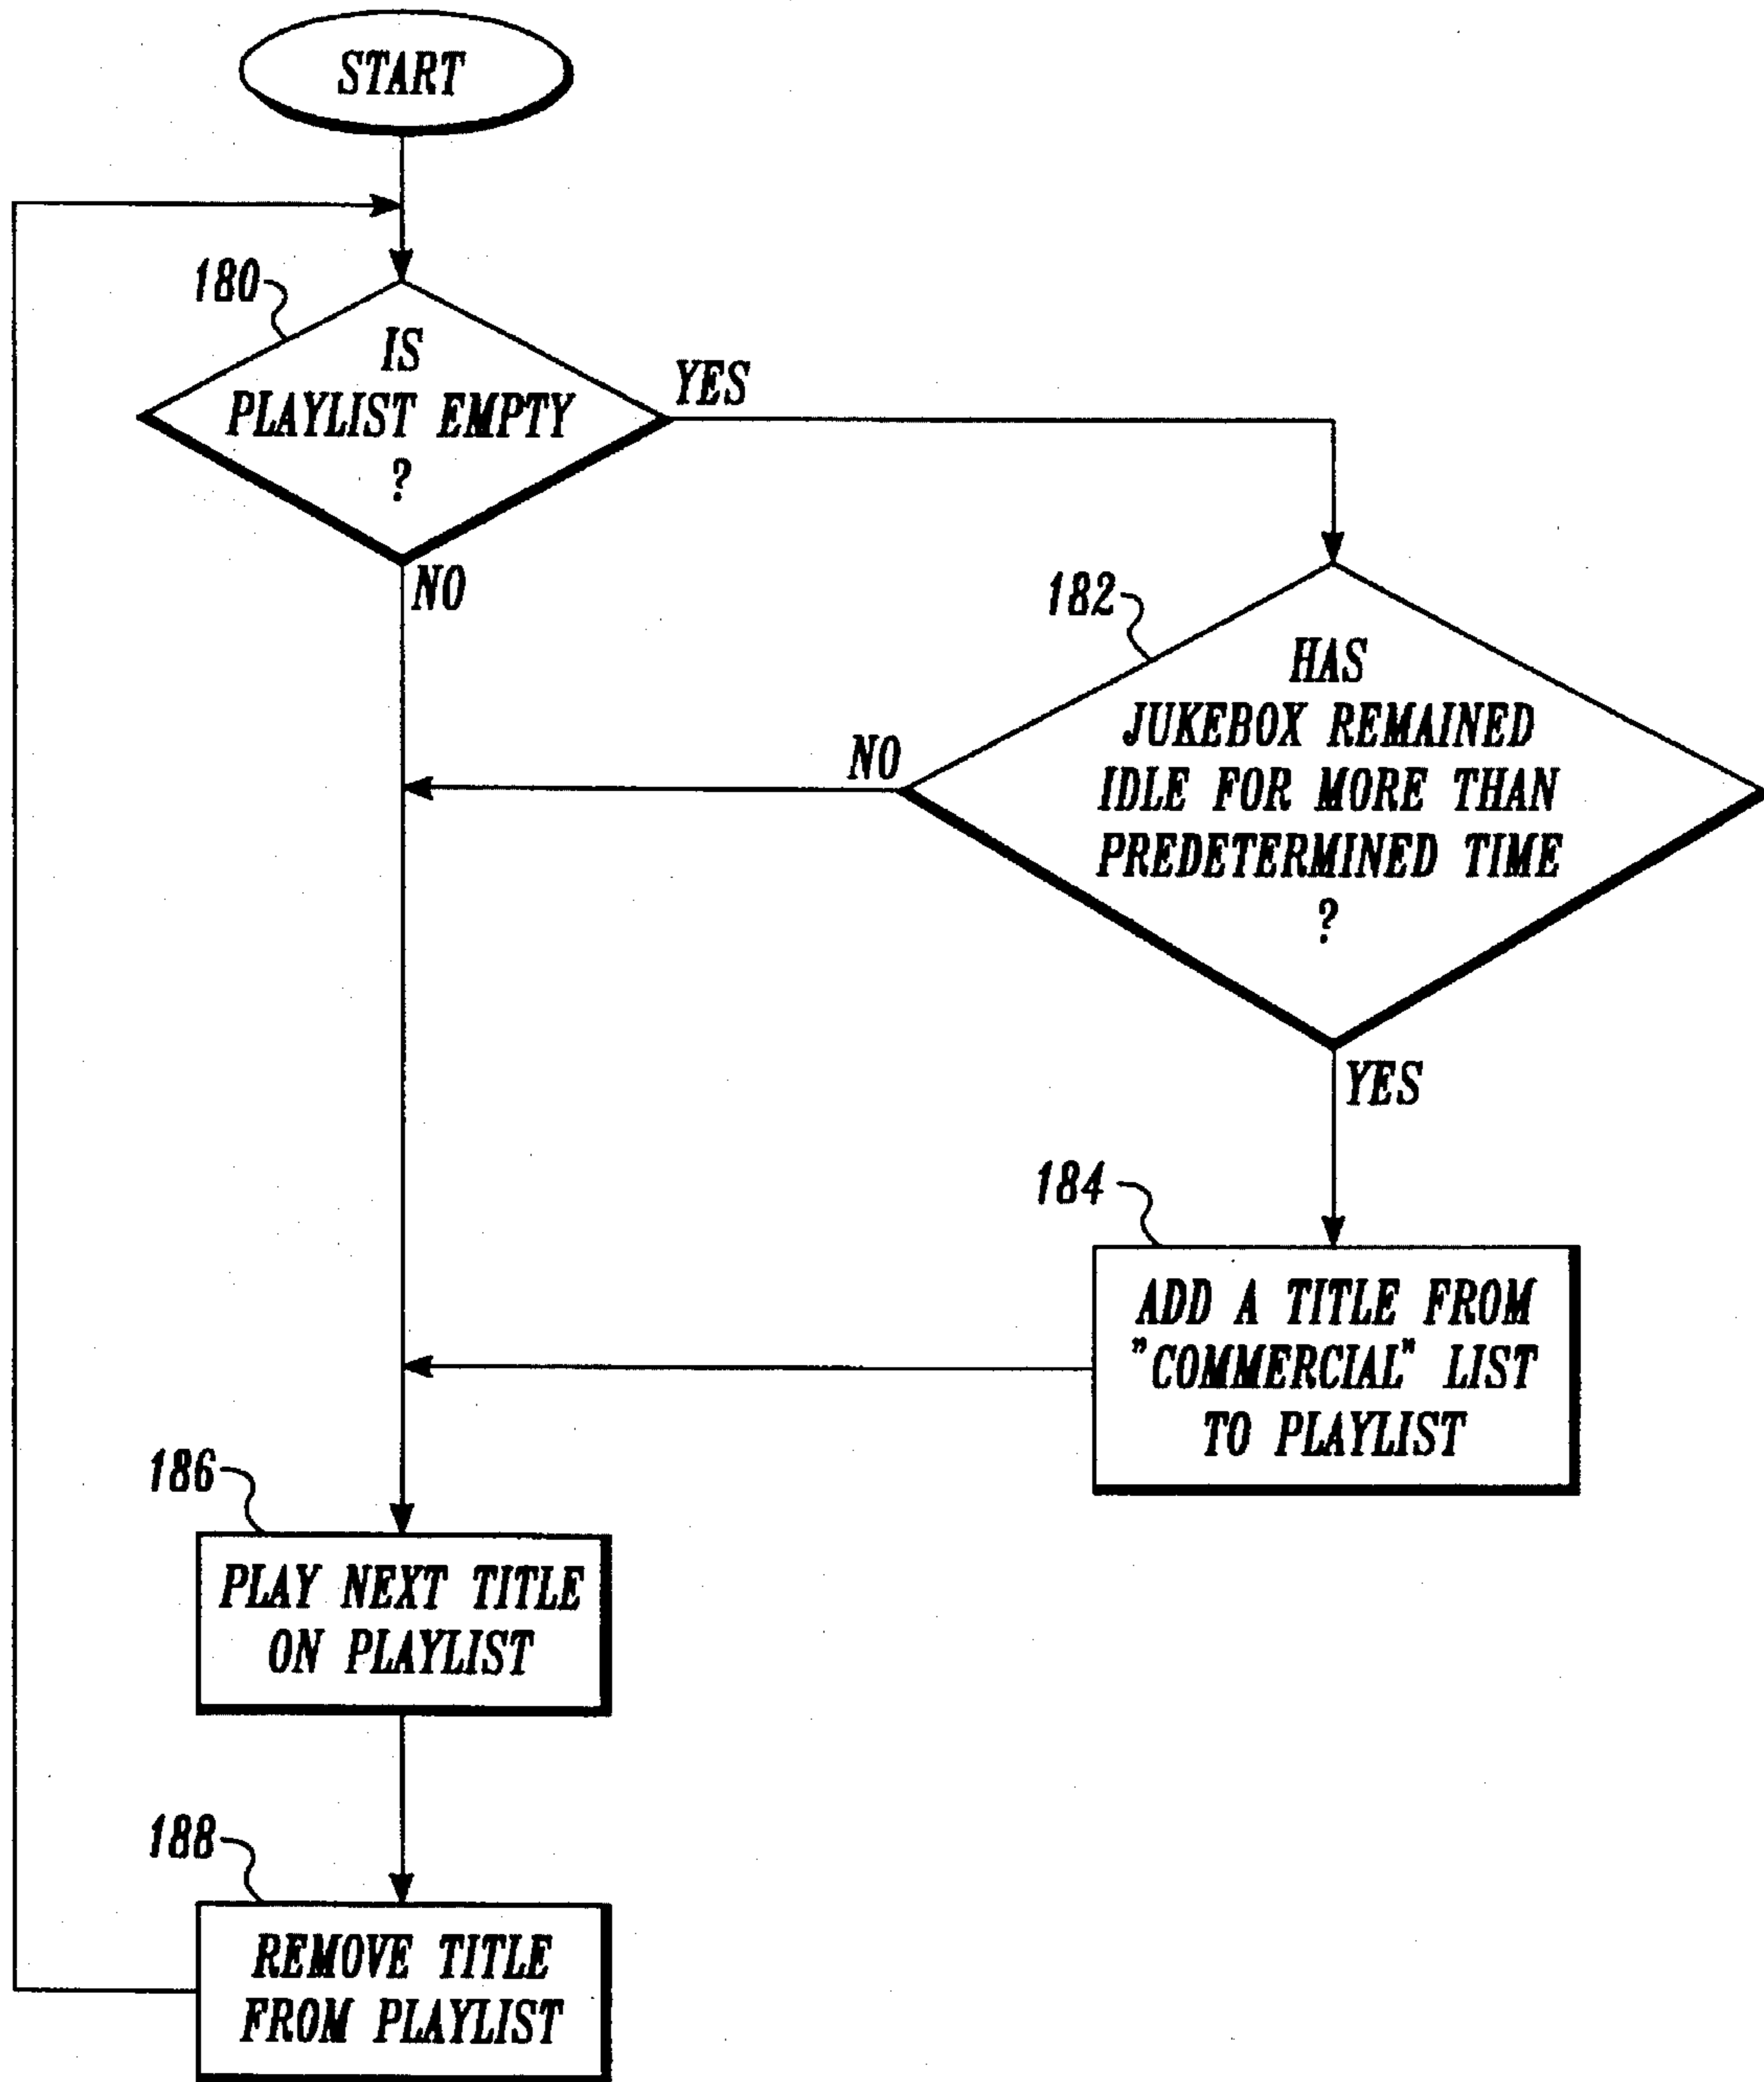 START
180
IS
PLAYLIST EMPTY
?
YES
NO
182
HAS
JUKEBOX REMAINED
IDLE FOR MORE THAN
PREDETERMINED TIME
?
NO
YES
184
ADD A TITLE FROM
"COMMERCIAL" LIST
TO PLAYLIST
186
PLAY NEXT TITLE
ON PLAYLIST
188
REMOVE TITLE
FROM PLAYLIST